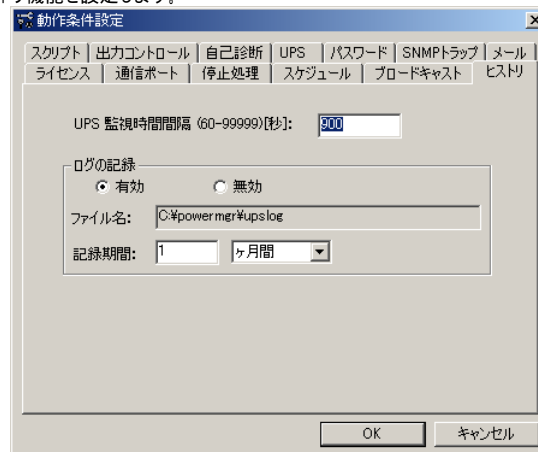 機能を設定します。
動作条件設定
スクリプト 出力コントロール 自己診断 UPS パスワード SNMPトラップ メール
ライセンス 通信ポート 停止処理 スケジュール ブロードキャスト ヒストリ
UPS 監視時間間隔 (60-99999)[秒]: 900
ログの記録
有効 無効
ファイル名: C:¥powermgr¥upslog
記録期間: 1 ヶ月間
OK キャンセル